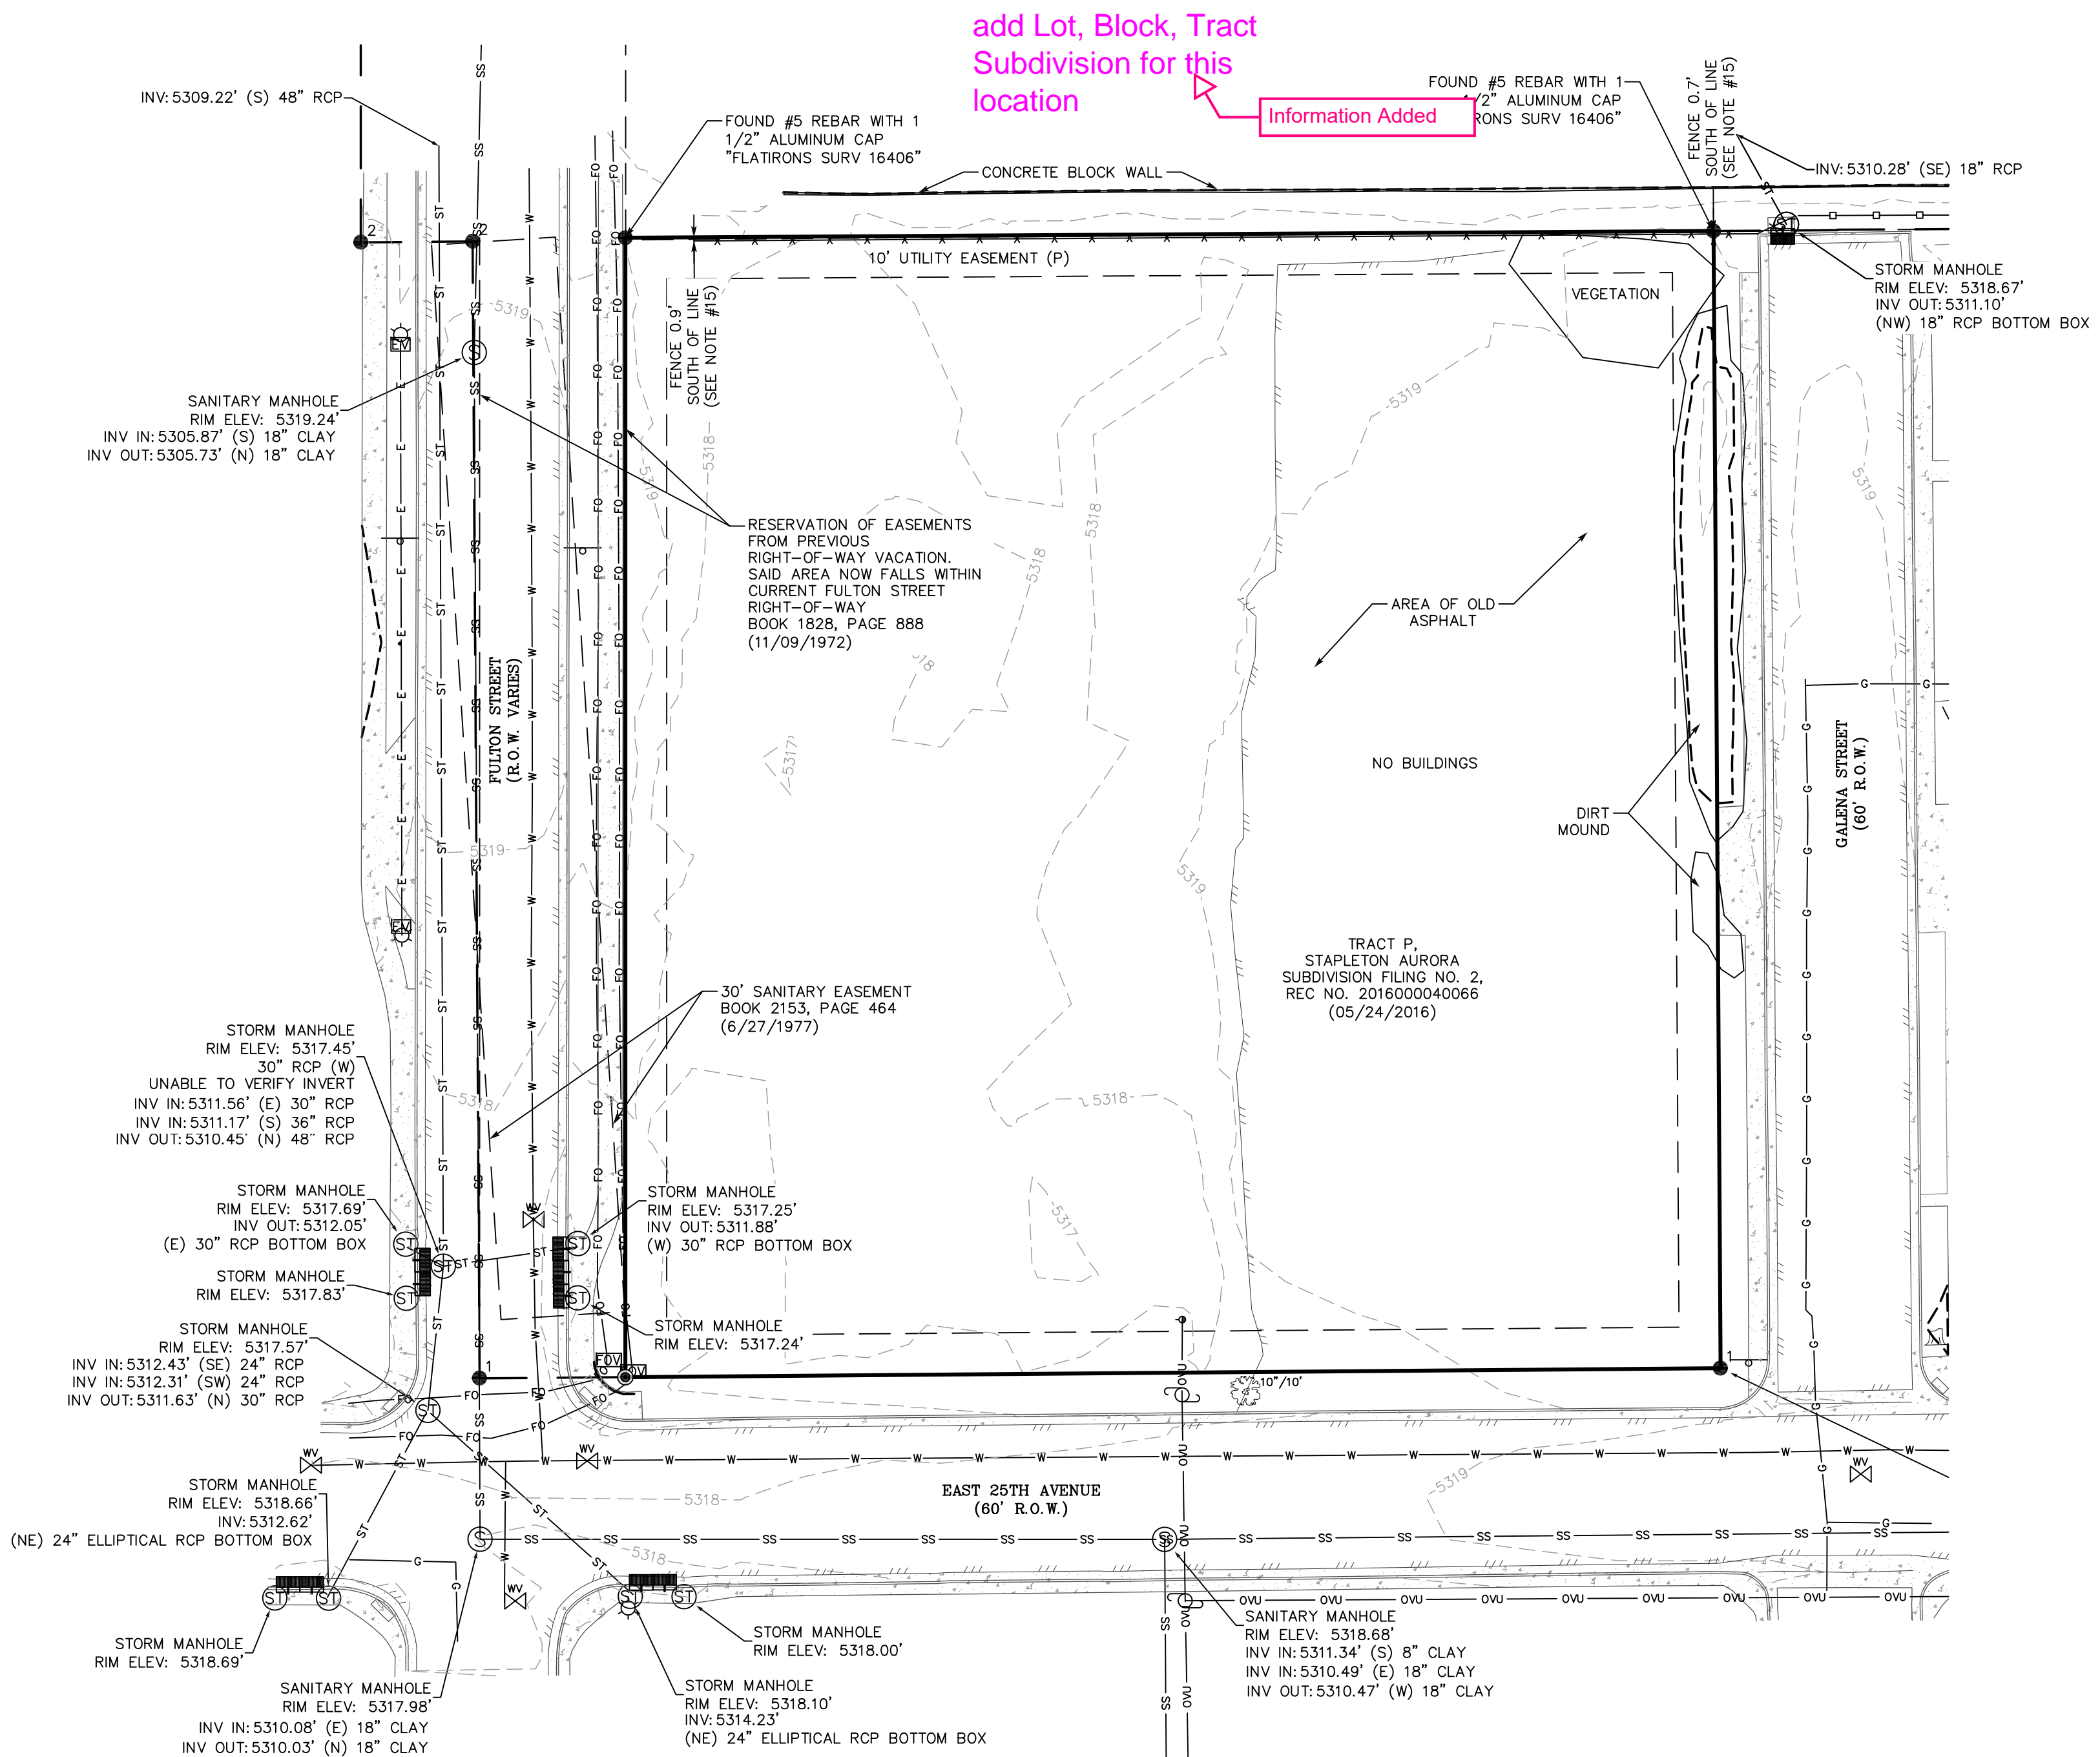 add Lot, Block, Tract
Subdivision for this
location
Information Added
INV: 5309.22' (S) 48" RCP
FOUND #5 REBAR WITH 1
1/2" ALUMINUM CAP
"FLATIRONS SURV 16406"
FOUND #5 REBAR WITH 1
1/2" ALUMINUM CAP
RONS SURV 16406"
FENCE 0.7'
SOUTH OF LINE
(SEE NOTE #15)
CONCRETE BLOCK WALL
INV: 5310.28' (SE) 18" RCP
10' UTILITY EASEMENT (P)
STORM MANHOLE
RIM ELEV: 5318.67'
INV OUT: 5311.10'
(NW) 18" RCP BOTTOM BOX
VEGETATION
FENCE 0.9'
SOUTH OF LINE
(SEE NOTE #15)
SANITARY MANHOLE
RIM ELEV: 5319.24'
INV IN: 5305.87' (S) 18" CLAY
INV OUT: 5305.73' (N) 18" CLAY
RESERVATION OF EASEMENTS
FROM PREVIOUS
RIGHT-OF-WAY VACATION.
SAID AREA NOW FALLS WITHIN
CURRENT FULTON STREET
RIGHT-OF-WAY
BOOK 1828, PAGE 888
(11/09/1972)
AREA OF OLD
ASPHALT
FULTON STREET
(R.O.W. VARIES)
NO BUILDINGS
GALENA STREET
(60' R.O.W.)
DIRT
MOUND
TRACT P,
STAPLETON AURORA
SUBDIVISION FILING NO. 2,
REC NO. 2016000040066
(05/24/2016)
30' SANITARY EASEMENT
BOOK 2153, PAGE 464
(6/27/1977)
STORM MANHOLE
RIM ELEV: 5317.45'
30" RCP (W)
UNABLE TO VERIFY INVERT
INV IN: 5311.56' (E) 30" RCP
INV IN: 5311.17' (S) 36" RCP
INV OUT: 5310.45' (N) 48" RCP
STORM MANHOLE
RIM ELEV: 5317.69'
INV OUT: 5312.05'
(E) 30" RCP BOTTOM BOX
STORM MANHOLE
RIM ELEV: 5317.25'
INV OUT: 5311.88'
(W) 30" RCP BOTTOM BOX
STORM MANHOLE
RIM ELEV: 5317.83'
STORM MANHOLE
RIM ELEV: 5317.24'
STORM MANHOLE
RIM ELEV: 5317.57'
INV IN: 5312.43' (SE) 24" RCP
INV IN: 5312.31' (SW) 24" RCP
INV OUT: 5311.63' (N) 30" RCP
10"/10'
EAST 25TH AVENUE
(60' R.O.W.)
STORM MANHOLE
RIM ELEV: 5318.66'
INV: 5312.62'
(NE) 24" ELLIPTICAL RCP BOTTOM BOX
STORM MANHOLE
RIM ELEV: 5318.69'
SANITARY MANHOLE
RIM ELEV: 5317.98'
INV IN: 5310.08' (E) 18" CLAY
INV OUT: 5310.03' (N) 18" CLAY
STORM MANHOLE
RIM ELEV: 5318.00'
STORM MANHOLE
RIM ELEV: 5318.10'
INV: 5314.23'
(NE) 24" ELLIPTICAL RCP BOTTOM BOX
SANITARY MANHOLE
RIM ELEV: 5318.68'
INV IN: 5311.34' (S) 8" CLAY
INV IN: 5310.49' (E) 18" CLAY
INV OUT: 5310.47' (W) 18" CLAY